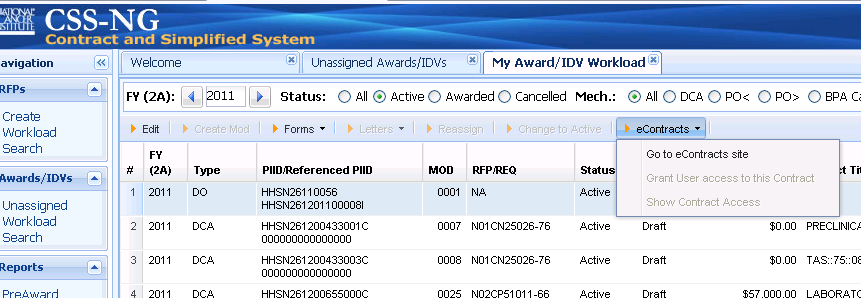 CSS-NG
Contract and Simplified System
avigation
Welcome
Unassigned Awards/IDVs
My Award/IDV Workload
RFPs
Create
Workload
Search
Awards/IDVs
Unassigned
Workload
Search
Reports
PreAward
FY (2A): 2011 Status: All Active Awarded Cancelled Mech.: All DCA PO< PO> BPA Ca
Edit Create Mod Forms Letters Reassign Change to Active eContracts
Go to eContracts site
Grant User access to this Contract
Show Contract Access
# FY (2A) Type PIID/Referenced PIID MOD RFP/REQ Status ct Tit
1 2011 DO HHSN26110056 0001 NA Active
HHSN261201100008I
2 2011 DCA HHSN261200433001C 0007 N01CN25026-76 Active Draft $0.00 PRECLINICA
000000000000000
3 2011 DCA HHSN261200433003C 0008 N01CN25026-76 Active Draft $0.00 TAS::75::08
000000000000000
4 2011 DCA HHSN261200655000C 0025 N02CP51011-66 Active Draft $57,000.00 LABORATO